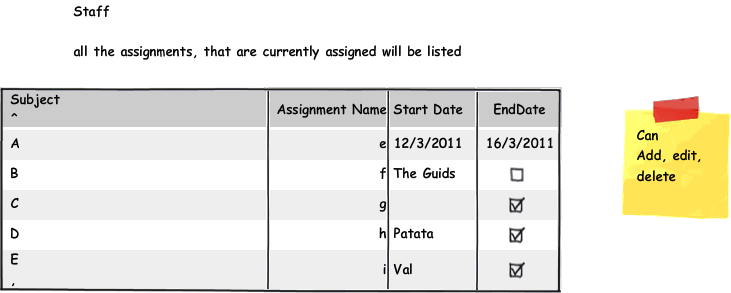 Staff
all the assignments, that are currently assigned will be listed
Subject Assignment Name Start Date EndDate
^
A e 12/3/2011 16/3/2011
B f The Guids
C g
D h Patata
E i Val
,
Can
Add, edit,
delete